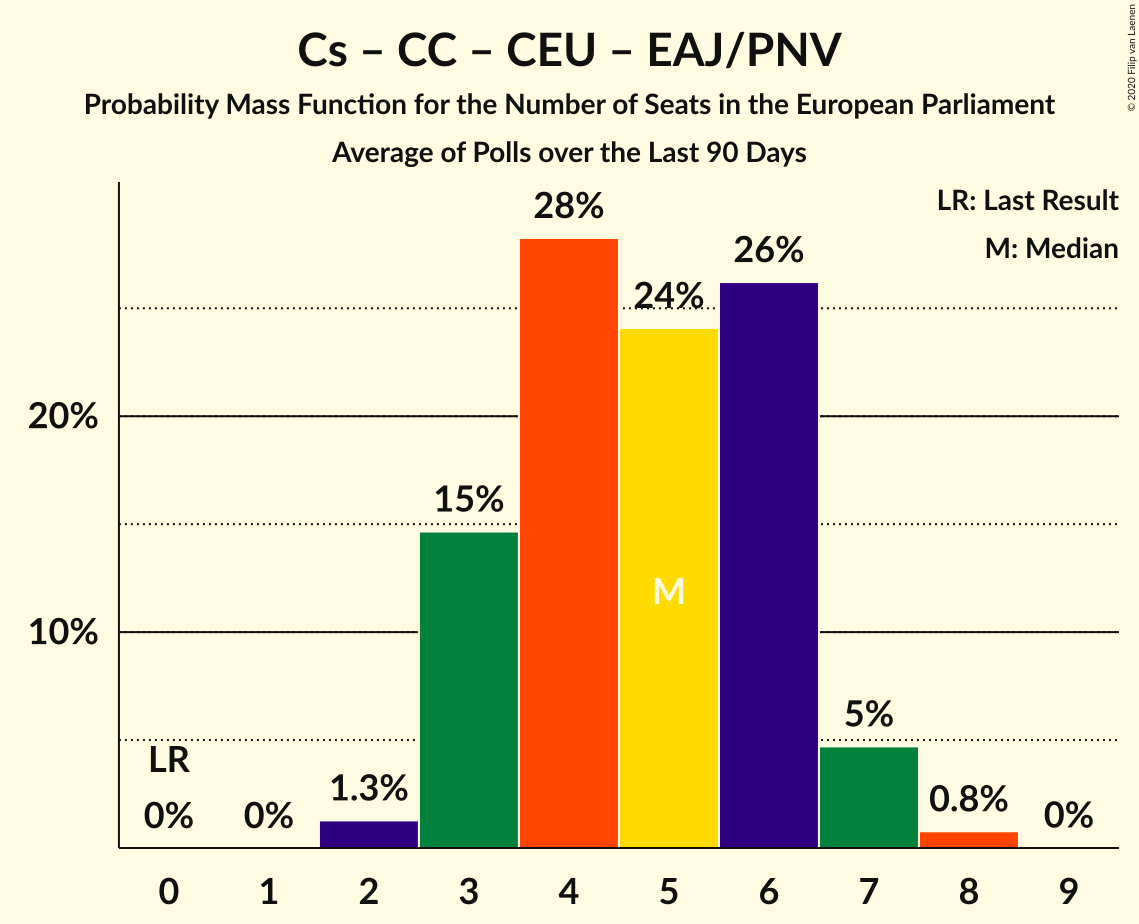 Cs – CC – CEU – EAJ/PNV
Probability Mass Function for the Number of Seats in the European Parliament
Average of Polls over the Last 90 Days
© 2020 Filip van Laenen
LR: Last Result
M: Median
28%
26%
24%
20%
15%
M
10%
5%
LR
1.3%
0.8%
0%
0%
0%
0 1 2 3 4 5 6 7 8 9